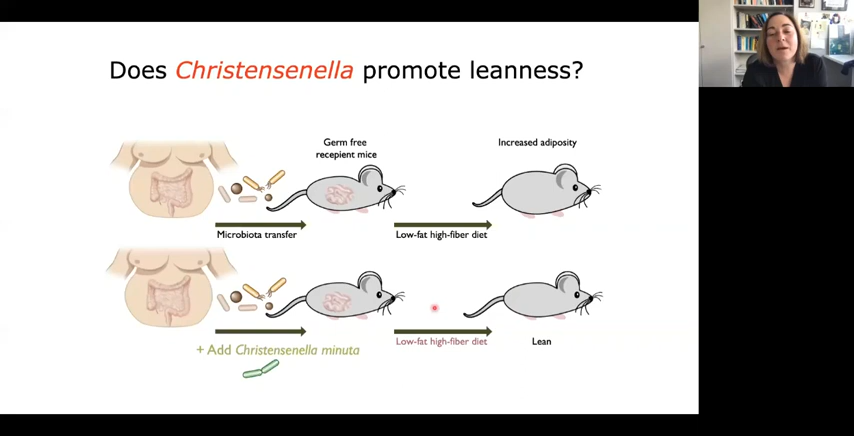 Does Christensenella promote leanness?
Germ free
recepient mice
Increased adiposity
Microbiota transfer
Low-fat high-fiber diet
+ Add Christensenella minuta
Low-fat high-fiber diet
Lean